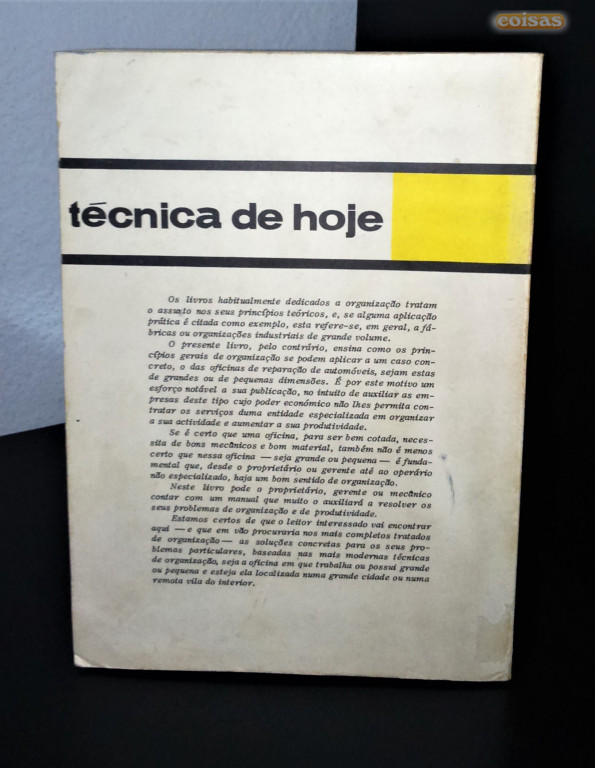 coisas
técnica de hoje
Os livros habitualmente dedicados a organização tratam
o assunto nos seus princípios teóricos, e, se alguma aplicação
prática é citada como exemplo, esta refere-se, em geral, a fá-
bricas ou organizações industriais de grande volume.
O presente livro, pelo contrário, ensina como os prin-
cípios gerais de organização se podem aplicar a um caso con-
creto, o das oficinas de reparação de automóveis, sejam estas
de grandes ou de pequenas dimensões. É por este motivo um
esforço notável a sua publicação, no intuito de auxiliar as em-
presas deste tipo cujo poder económico não lhes permita con-
tratar os serviços duma entidade especializada em organizar
a sua actividade e aumentar a sua produtividade.
Se é certo que uma oficina, para ser bem cotada, neces-
sita de bons mecânicos e bom material, também não é menos
certo que nessa oficina — seja grande ou pequena — é funda-
mental que, desde o proprietário ou gerente até ao operário
não especializado, haja um bom sentido de organização.
Neste livro pode o proprietário, gerente ou mecânico
contar com um manual que muito o auxiliará a resolver os
seus problemas de organização e de produtividade.
Estamos certos de que o leitor interessado vai encontrar
aqui — e que em vão procuraria nos mais completos tratados
de organização — as soluções concretas para os seus pro-
blemas particulares, baseadas nas mais modernas técnicas
de organização, seja a oficina em que trabalha ou possui grande
ou pequena e esteja ela localizada numa grande cidade ou numa
remota vila do interior.